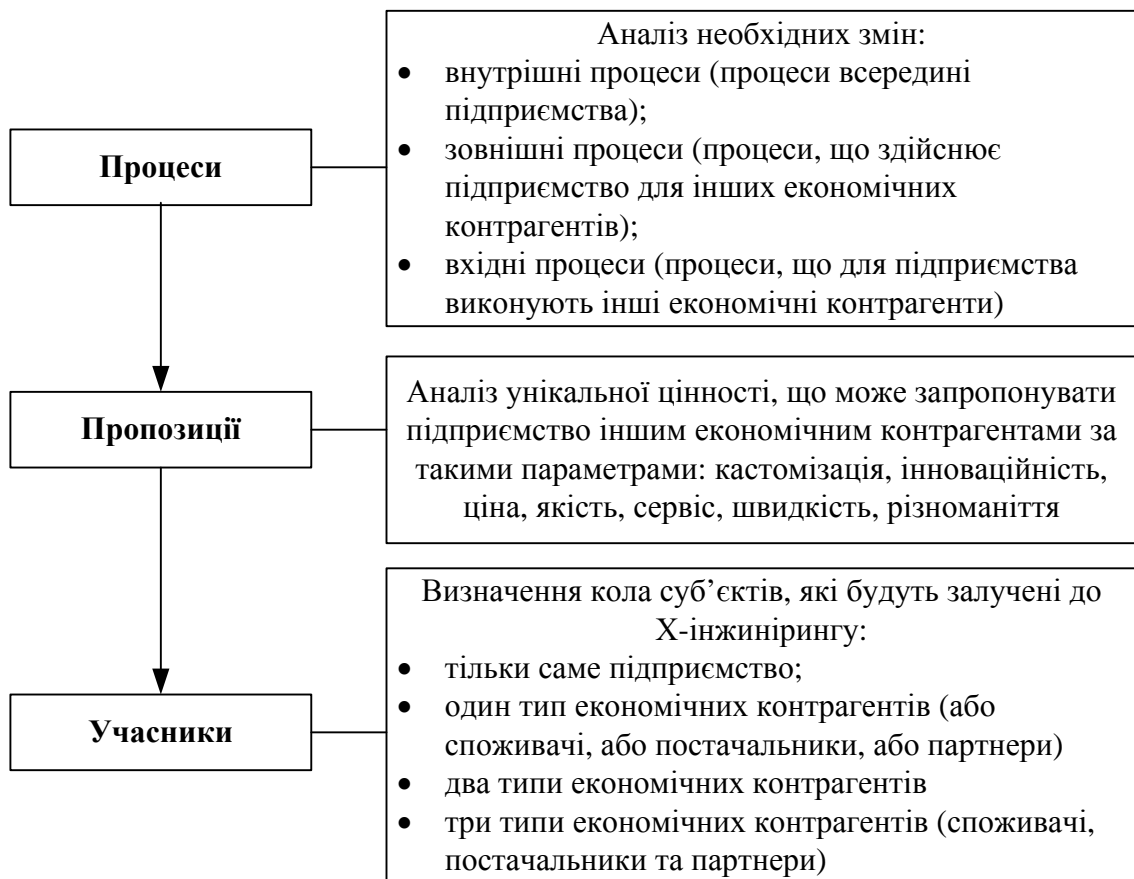 Процеси
Аналіз необхідних змін:
• внутрішні процеси (процеси всередині
підприємства);
• зовнішні процеси (процеси, що здійснює
підприємство для інших економічних
контрагентів);
• вхідні процеси (процеси, що для підприємства
виконують інші економічні контрагенти)
Пропозиції
Аналіз унікальної цінності, що може запропонувати
підприємство іншим економічним контрагентами за
такими параметрами: кастомізація, інноваційність,
ціна, якість, сервіс, швидкість, різноманіття
Учасники
Визначення кола суб’єктів, які будуть залучені до
Х-інжинірингу:
• тільки саме підприємство;
• один тип економічних контрагентів (або
споживачі, або постачальники, або партнери)
• два типи економічних контрагентів
• три типи економічних контрагентів (споживачі,
постачальники та партнери)